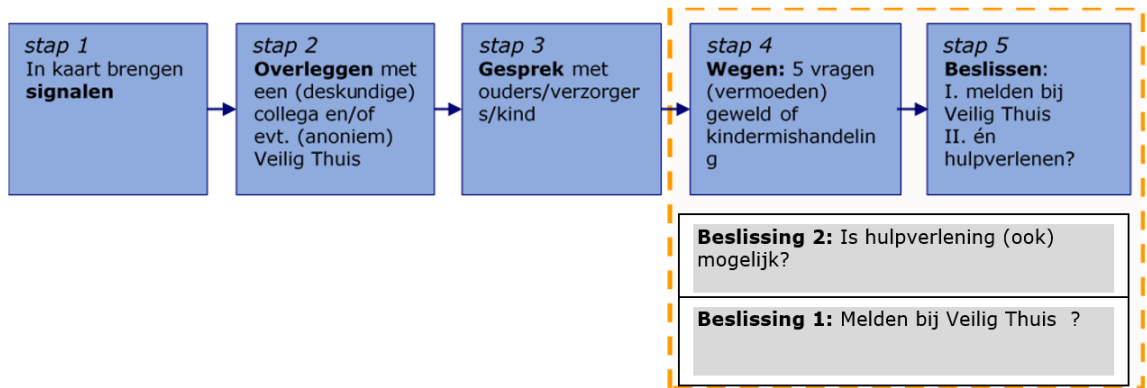 stap 1
In kaart brengen
signalen
stap 2
Overleggen met
een (deskundige)
collega en/of
evt. (anoniem)
Veilig Thuis
stap 3
Gesprek met
ouders/verzorger
s/kind
stap 4
Wegen: 5 vragen
(vermoeden)
geweld of
kindermishandelin
g
stap 5
Beslissen:
I. melden bij
Veilig Thuis
II. én
hulpverlenen?
Beslissing 2: Is hulpverlening (ook)
mogelijk?
Beslissing 1: Melden bij Veilig Thuis ?